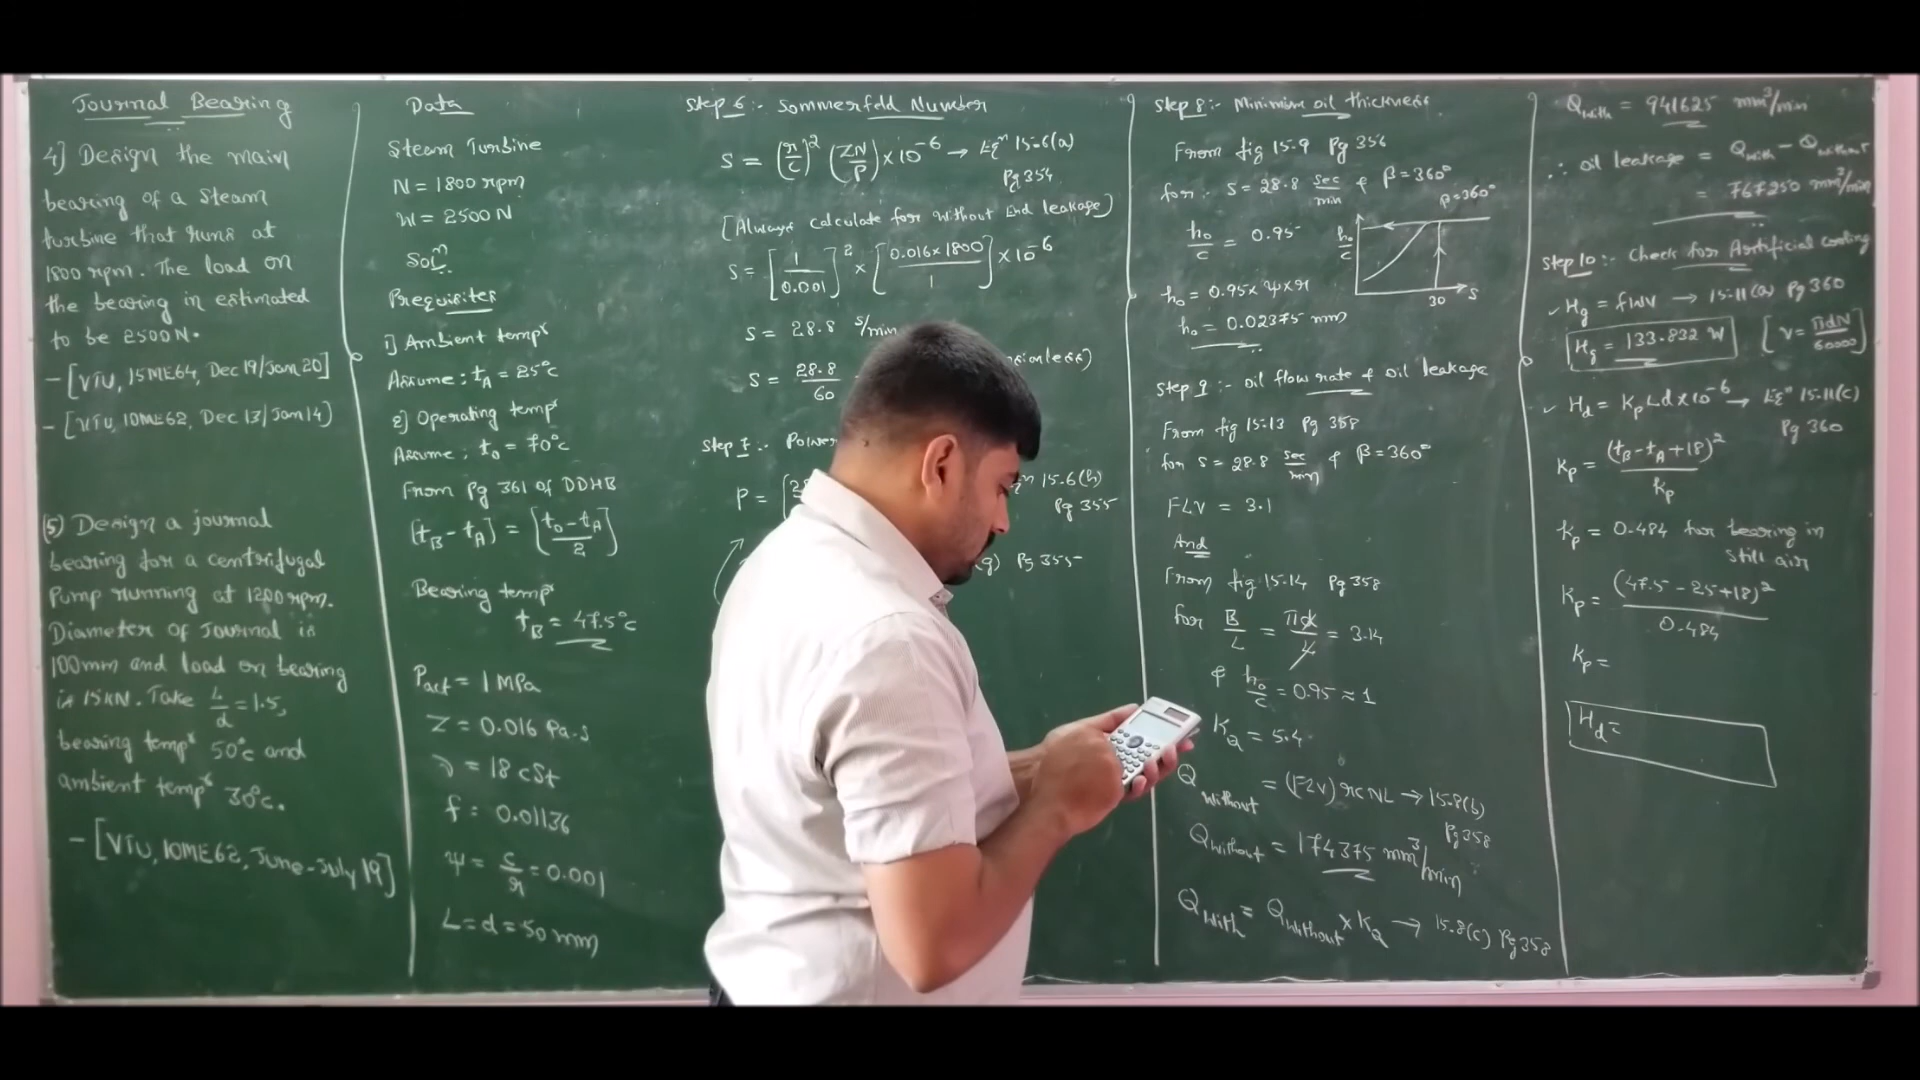 Journal Bearing
4] Design the main
bearing of a steam
turbine that runs at
1800 rpm. The load on
the bearing in estimated
to be 2500N.
- [VTU, 15ME64, Dec 19/Jan 20]
- [VTU, 10ME62, Dec 13/Jan 14]
(5) Design a journal
bearing for a centrifugal
Pump running at 1200 rpm.
Diameter of Journal is
100mm and load on bearing
is 15kN. Take L/d = 1.5,
bearing tempr 50°c and
ambient tempr 30°c.
- [VTU, 10ME62, June-July 19]
Data
Steam Turbine
N = 1800 rpm
W = 2500 N
Soln.
Prequisites
1) Ambient tempr
Assume: tA = 25°c
2) Operating tempr
Assume: to = 70°c
From Pg 361 of DDHB
(tB - tA) = [to - tA / 2]
Bearing tempr
tB = 47.5°c
Pact = 1 MPa
Z = 0.016 Pa-s
ν = 18 cSt
f = 0.01136
ψ = c/r = 0.001
L = d = 50 mm
Step 6:- Sommerfeld Number
S = (r/c)² (ZN/P) × 10⁻⁶ → Eqn 15.6(a)
Pg 354
[Always calculate for without End leakage]
S = [1/0.001]² × [0.016×1800 / 1] × 10⁻⁶
S = 28.8 s/min
S = 28.8/60
Step 7:- Power
P =
15.6(h)
Pg 355
(g) Pg 355
Step 8:- Minimum oil thickness
From fig 15.9 Pg 356
for :- S = 28.8 sec/min & β = 360°
β=360°
ho/c = 0.95
ho/c
30 S
ho = 0.95 × ψ × r
ho = 0.02375 mm
Step 9:- Oil flow rate & oil leakage
From fig 15.13 Pg 358
for S = 28.8 sec/min & β = 360°
FLV = 3.1
And
From fig 15.14 Pg 358
for B/L = πd/L = 3.14
& ho/c = 0.95 ≈ 1
KQ = 5.4
Qwithout = (FLV) rc NL → 15.8(b)
Pg 358
Qwithout = 174375 mm³/min
Qwith = Qwithout × KQ → 15.8(c) Pg 358
Qwith = 941625 mm³/min
∴ oil leakage = Qwith - Qwithout
= 767250 mm³/min
Step 10:- Check for Artificial cooling
✓ Hg = fWV → 15.11(a) Pg 360
Hg = 133.832 W [V = πdN/60000]
✓ Hd = Kp Ld × 10⁻⁶ → Eqn 15.11(c)
Pg 360
Kp = (tB - tA + 18)² / kp
kp = 0.484 for bearing in
still air
Kp = (47.5 - 25 + 18)² / 0.484
Kp =
Hd =